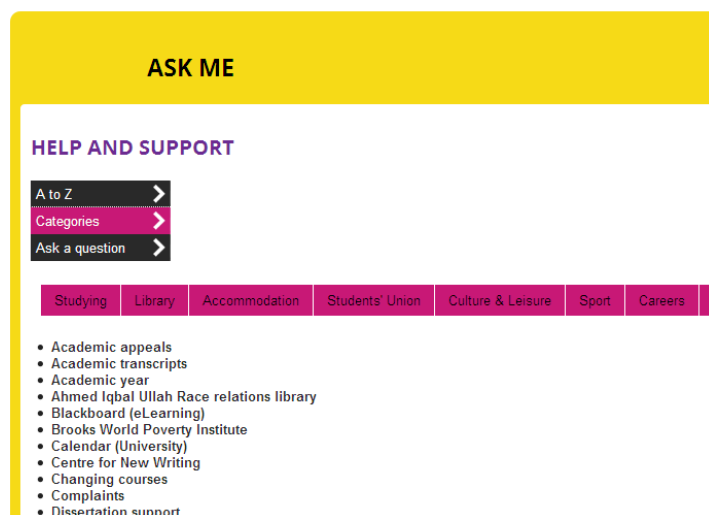 ASK ME
HELP AND SUPPORT
A to Z
Categories
Ask a question
Studying Library Accommodation Students' Union Culture & Leisure Sport Careers
Academic appeals
Academic transcripts
Academic year
Ahmed Iqbal Ullah Race relations library
Blackboard (eLearning)
Brooks World Poverty Institute
Calendar (University)
Centre for New Writing
Changing courses
Complaints
Dissertation support